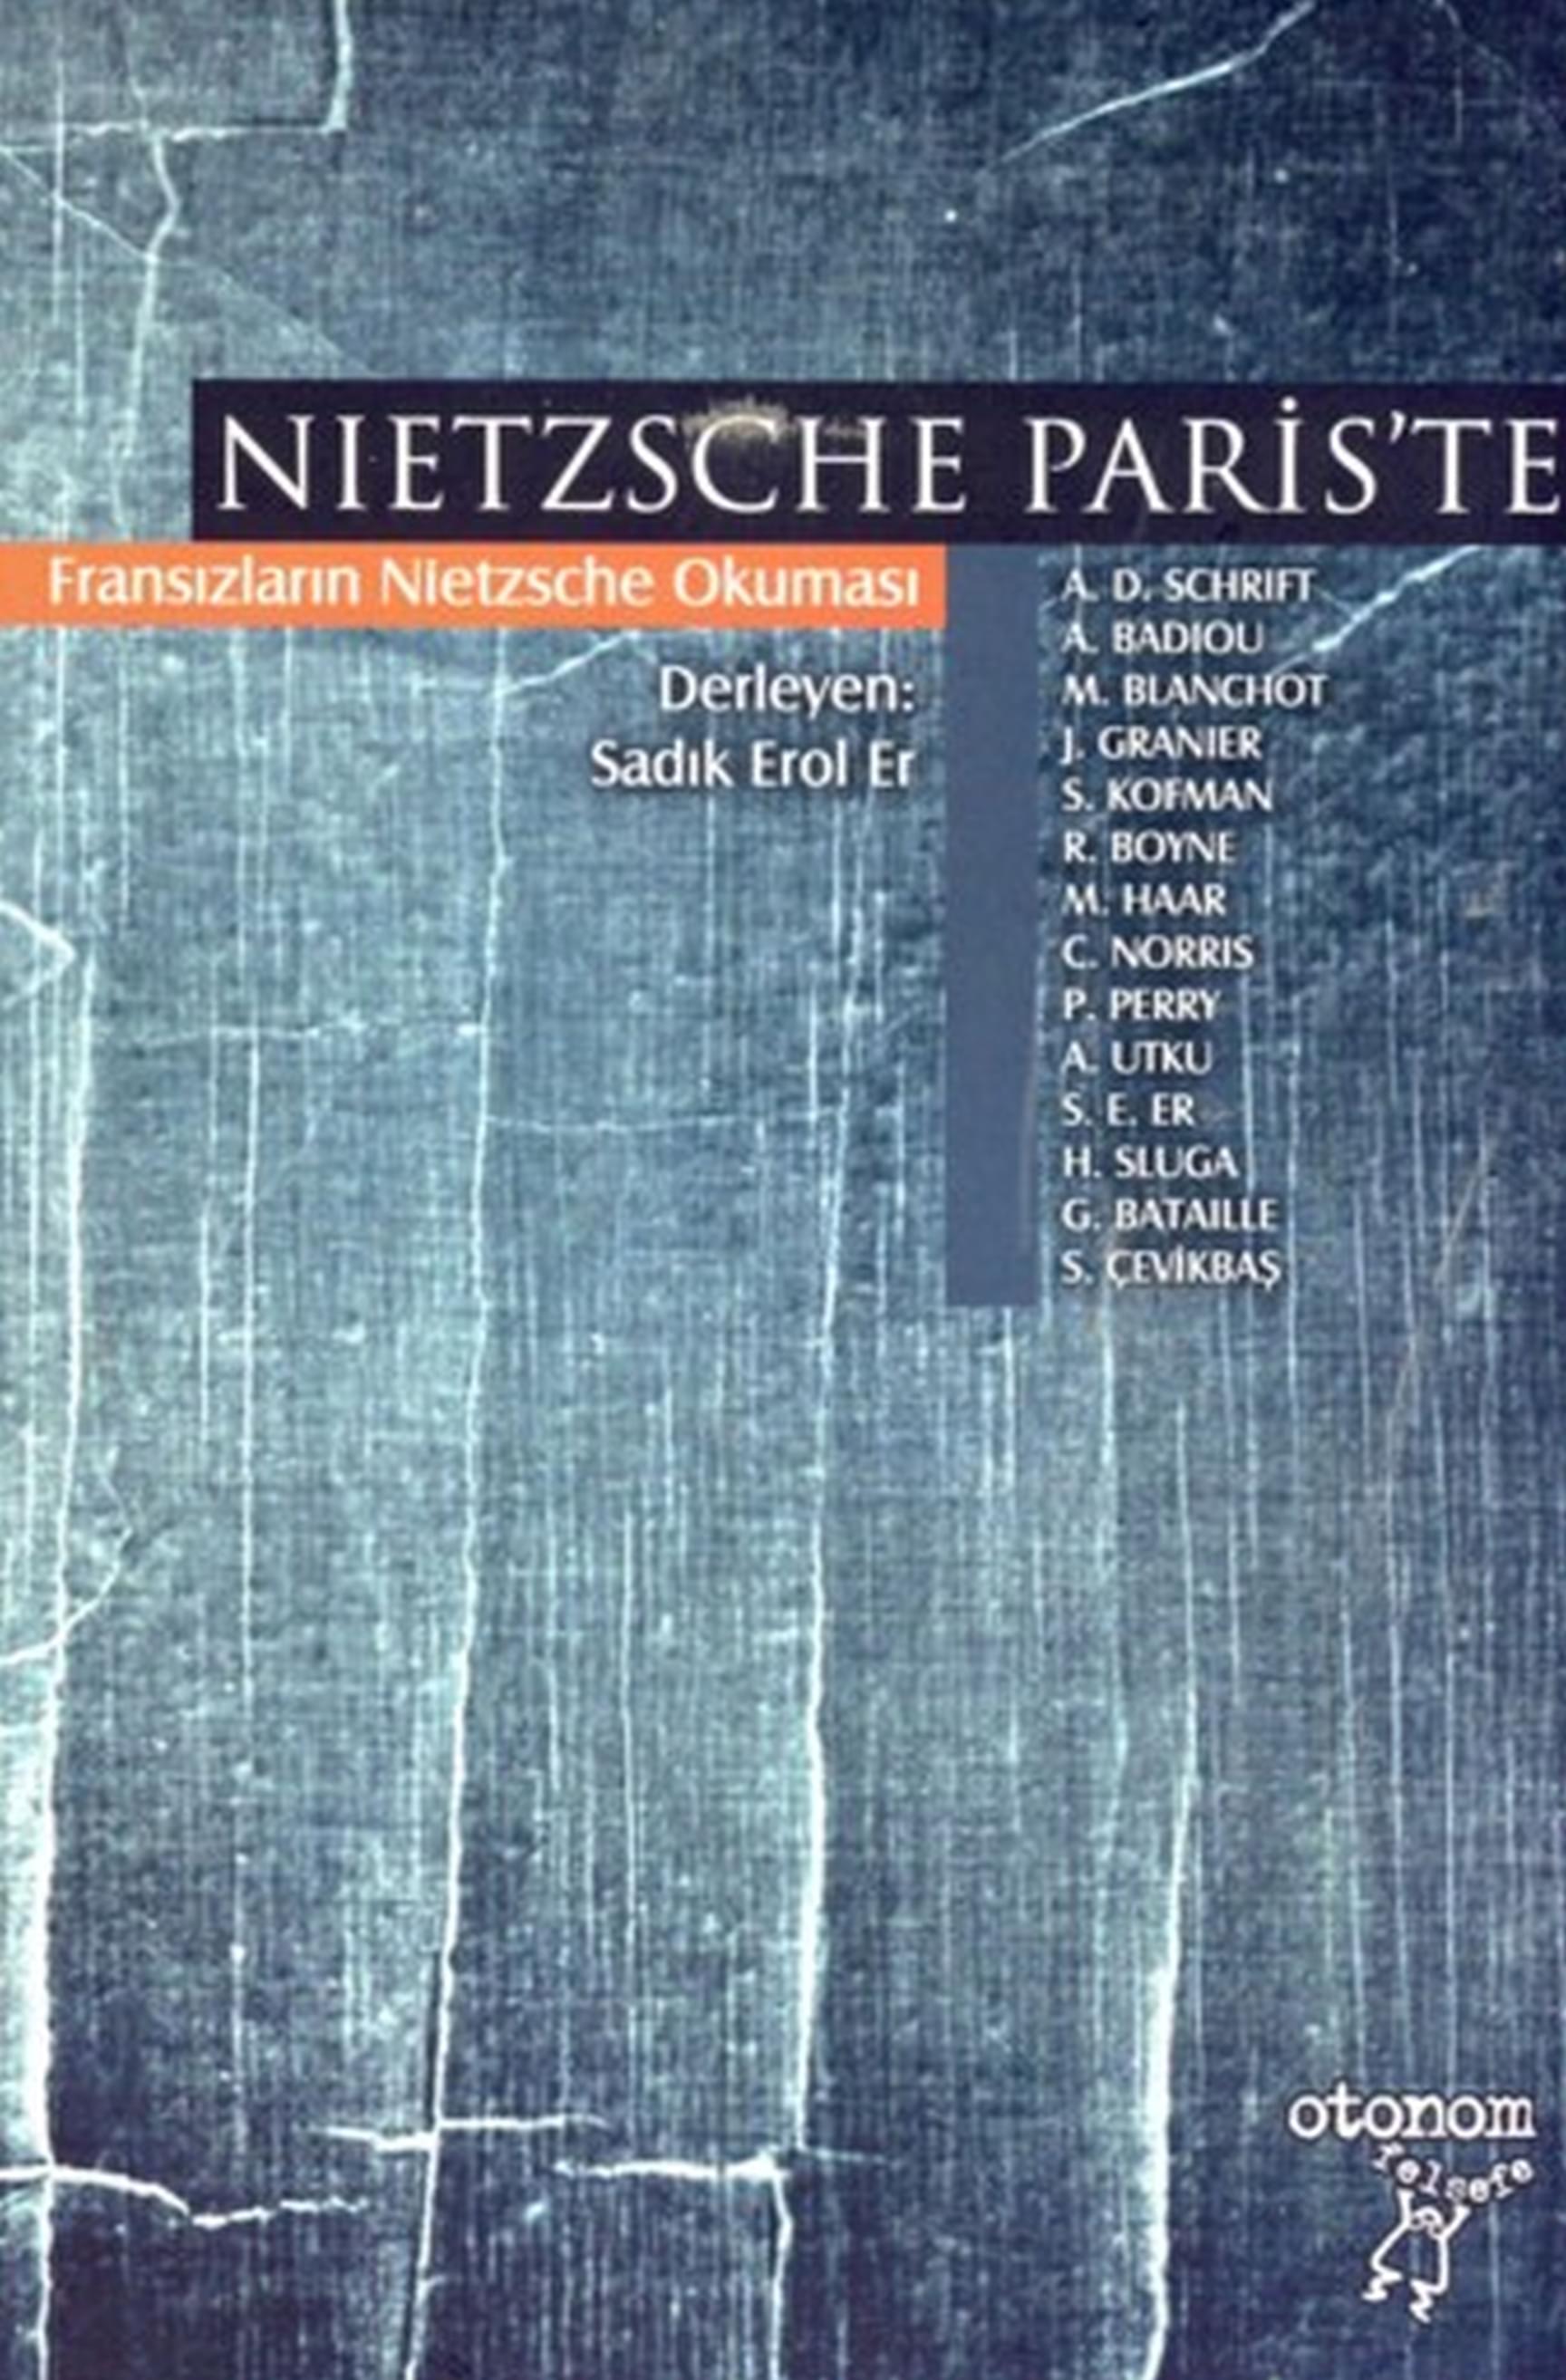 NIETZSCHE PARİS'TE
Fransızların Nietzsche Okuması
Derleyen:
Sadık Erol Er
A. D. SCHRIFT
A. BADIOU
M. BLANCHOT
J. GRANIER
S. KOFMAN
R. BOYNE
M. HAAR
C. NORRIS
P. PERRY
A. UTKU
S. E. ER
H. SLUGA
G. BATAILLE
S. ÇEVİKBAŞ
otonom
felsefe